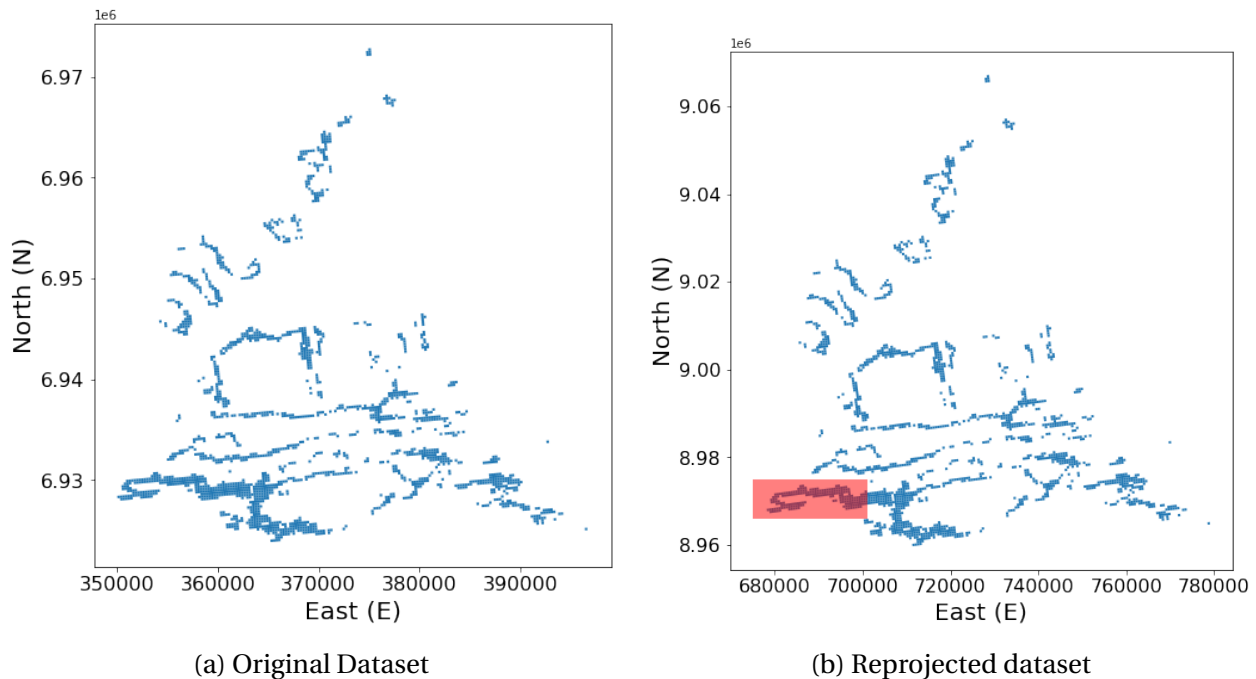 1e6
6.97
6.96
6.95
6.94
6.93
North (N)
350000 360000 370000 380000 390000
East (E)
(a) Original Dataset
1e6
9.06
9.04
9.02
9.00
8.98
8.96
North (N)
680000 700000 720000 740000 760000 780000
East (E)
(b) Reprojected dataset